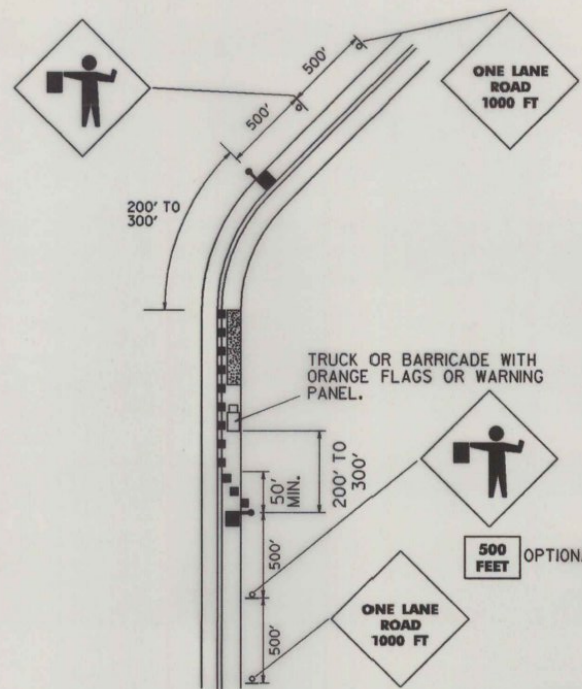 500'
ONE LANE
ROAD
1000 FT
500'
200' TO
300'
TRUCK OR BARRICADE WITH
ORANGE FLAGS OR WARNING
PANEL.
200' TO
300'
50'
MIN.
500'
500
FEET
500'
ONE LANE
ROAD
1000 FT